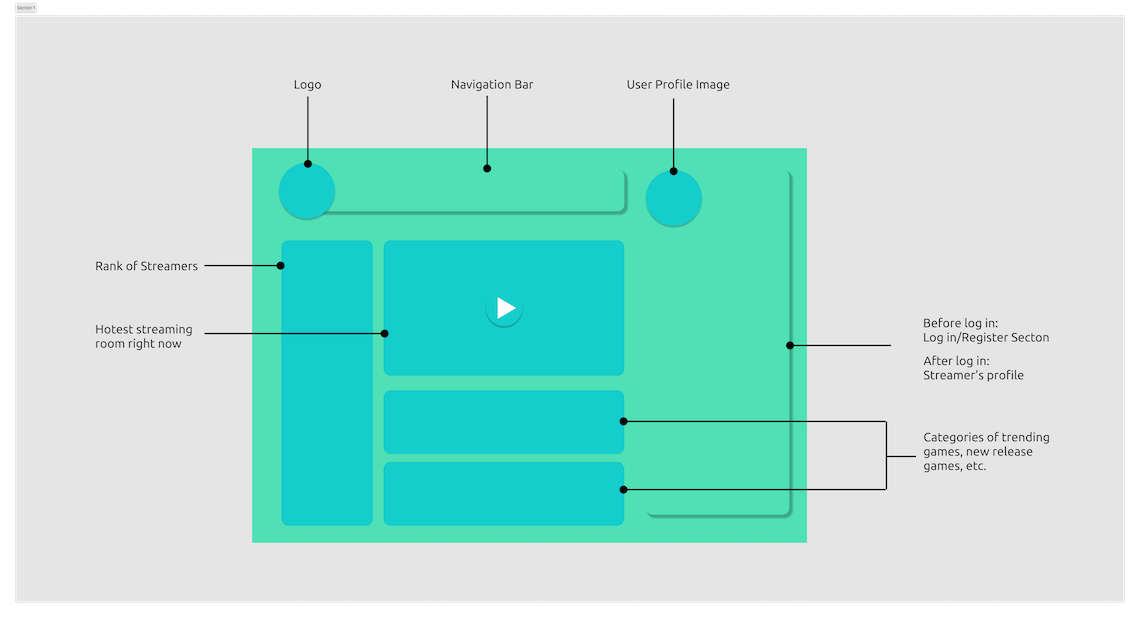 Section 1
Logo
Navigation Bar
User Profile Image
Rank of Streamers
Hotest streaming
room right now
Before log in:
Log in/Register Secton
After log in:
Streamer's profile
Categories of trending
games, new release
games, etc.